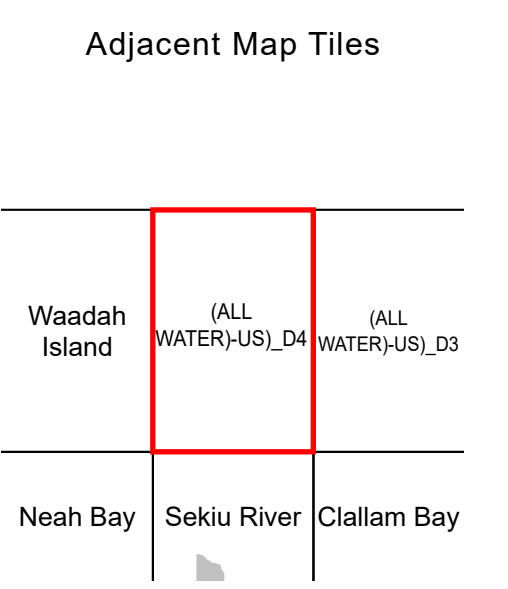 Adjacent Map Tiles
Waadah
Island
(ALL
WATER)-US)_D4
(ALL
WATER)-US)_D3
Neah Bay
Sekiu River
Clallam Bay